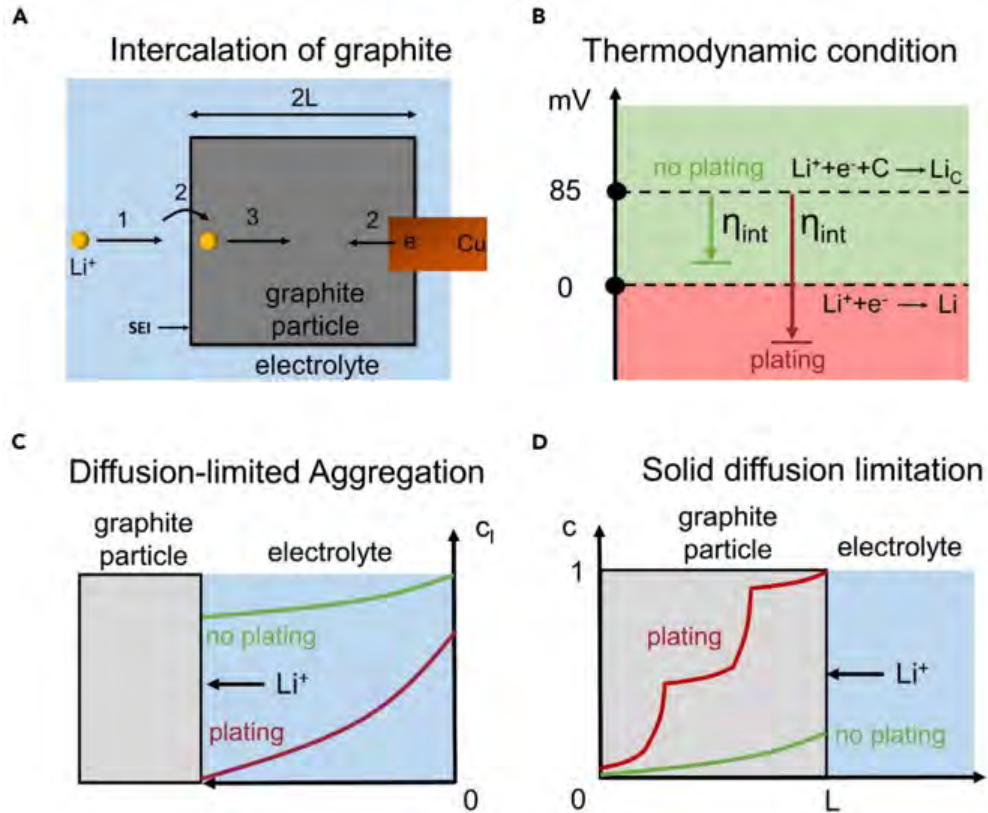 A
Intercalation of graphite
2L
1
2
3
2
e
Cu
Li⁺
graphite
particle
SEI
electrolyte
B
Thermodynamic condition
mV
no plating
Li⁺+e⁻+C → Li_C
85
η_int
η_int
0
Li⁺+e⁻ → Li
plating
C
Diffusion-limited Aggregation
graphite
particle
electrolyte
c_l
no plating
Li⁺
plating
0
D
Solid diffusion limitation
c
graphite
particle
electrolyte
1
plating
Li⁺
no plating
0
L